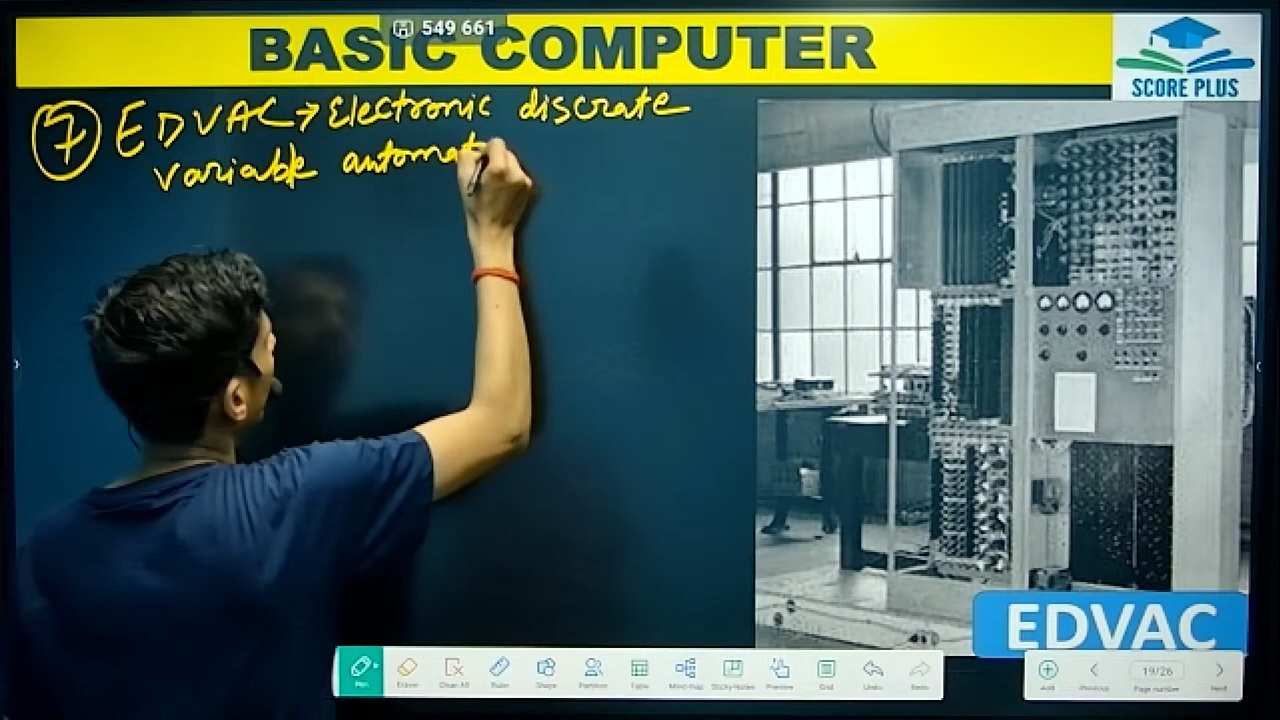 549 661
BASIC COMPUTER
SCORE PLUS
⑦ EDVAC → Electronic discrate
variable automat
EDVAC
Pen
Eraser
Clean All
Ruler
Shape
Partition
Table
Mind map
Sticky-Notes
Preview
Grid
Undo
Redo
Add
Previous
19/26
Page number
Next